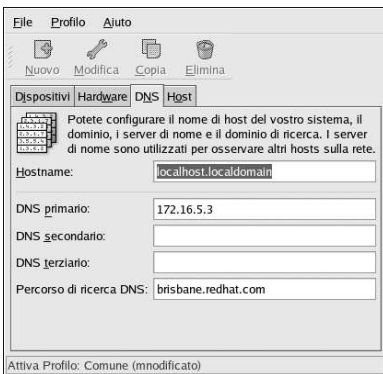 File Profilo Aiuto
Nuovo Modifica Copia Elimina
Dispositivi Hardware DNS Host
Potete configurare il nome di host del vostro sistema, il
dominio, i server di nome e il dominio di ricerca. I server
di nome sono utilizzati per osservare altri hosts sulla rete.
Hostname: localhost.localdomain
DNS primario: 172.16.5.3
DNS secondario:
DNS terziario:
Percorso di ricerca DNS: brisbane.redhat.com
Attiva Profilo: Comune (mnodificato)